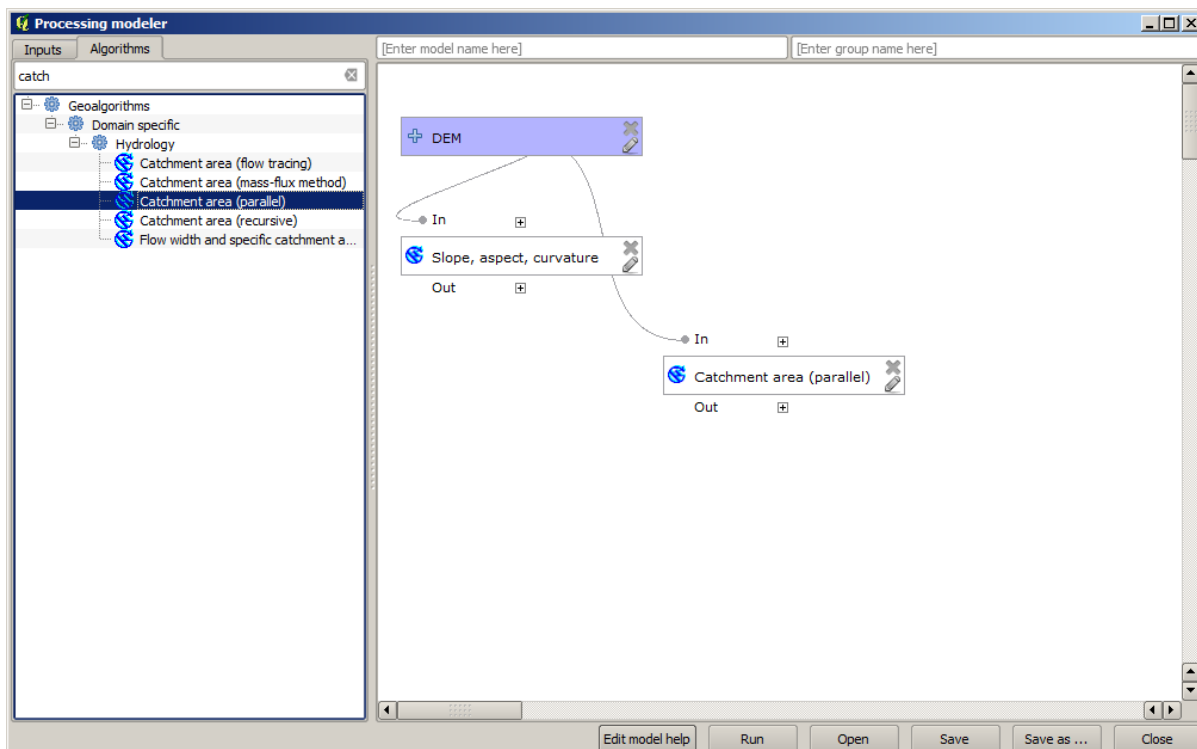 Processing modeler
Inputs Algorithms
[Enter model name here] [Enter group name here]
catch
Geoalgorithms
Domain specific
Hydrology
Catchment area (flow tracing)
Catchment area (mass-flux method)
Catchment area (parallel)
Catchment area (recursive)
Flow width and specific catchment a...
DEM
In
Slope, aspect, curvature
Out
In
Catchment area (parallel)
Out
Edit model help Run Open Save Save as ... Close